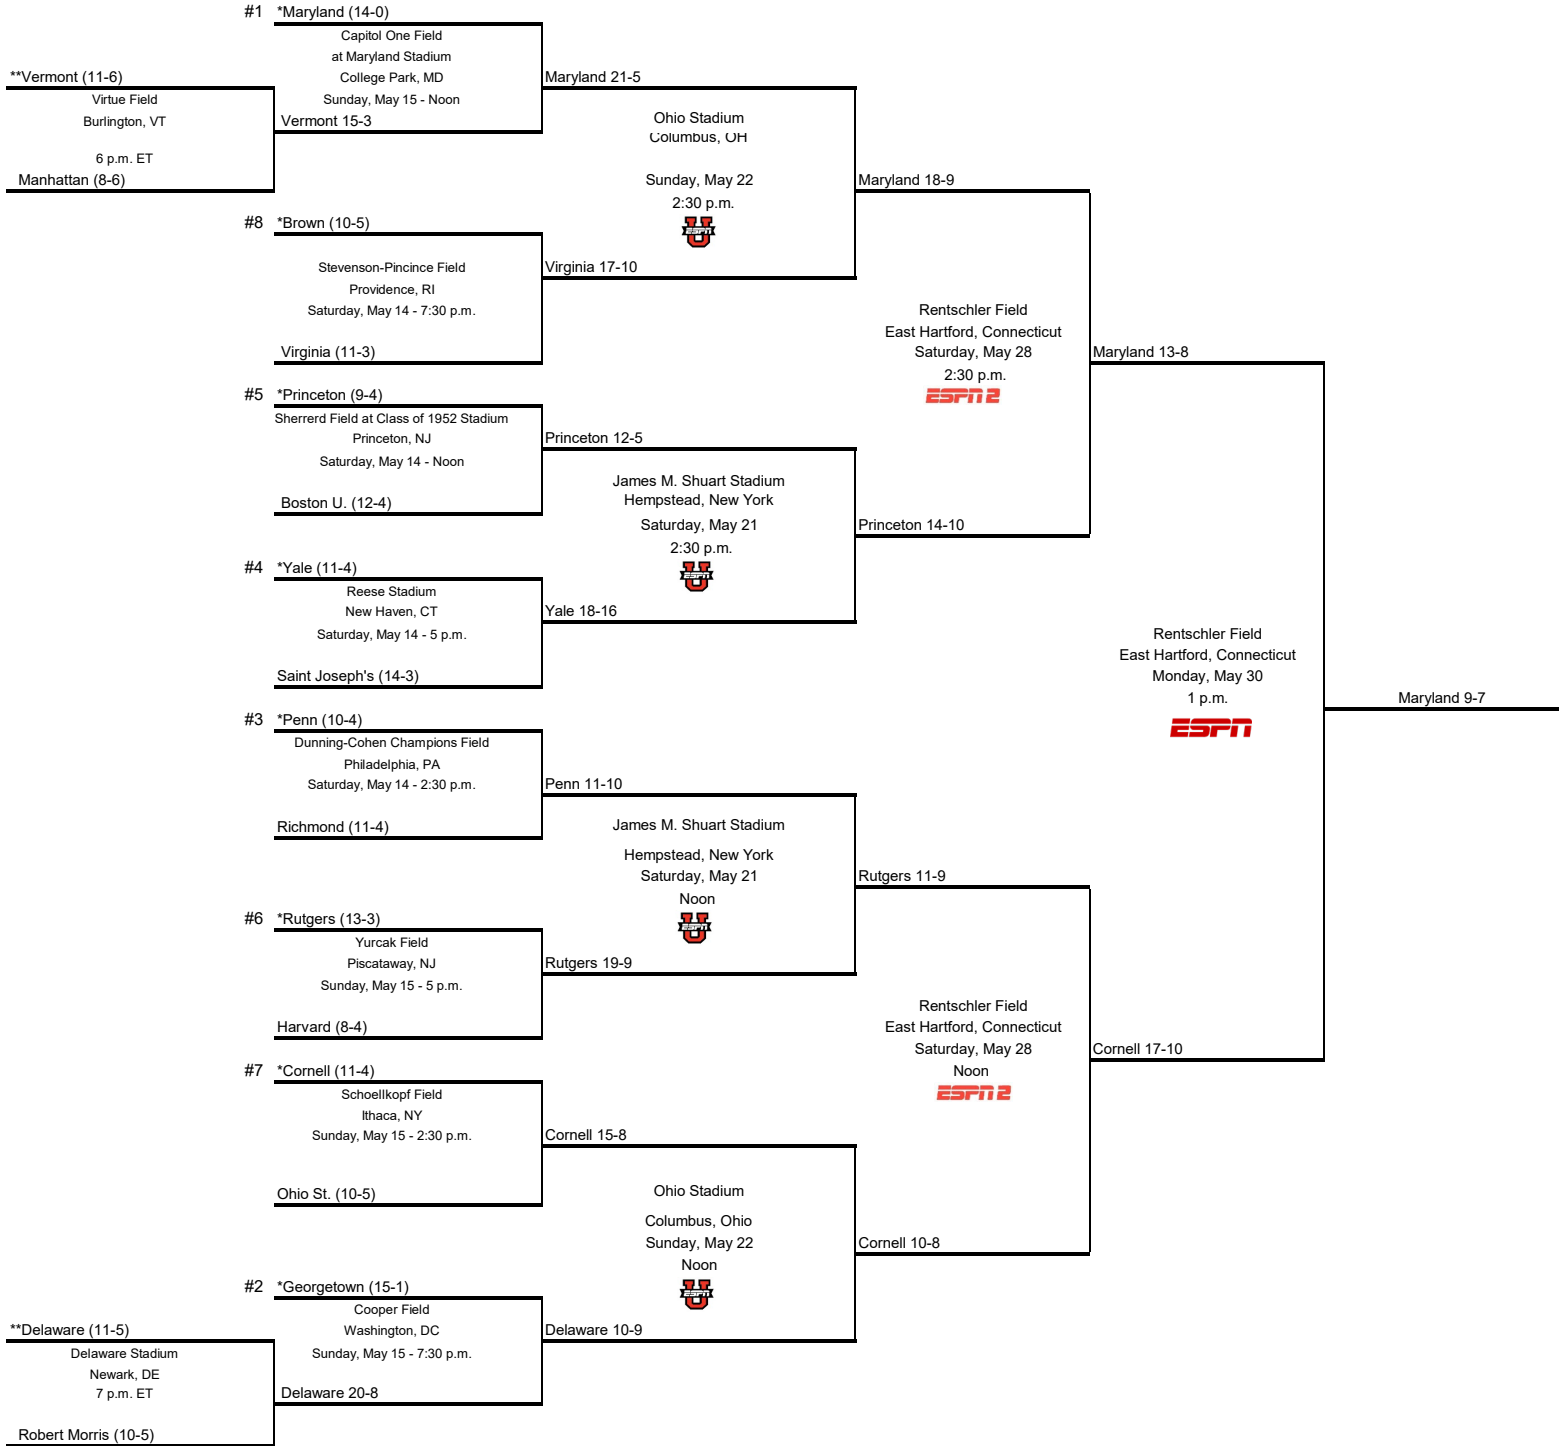 #1 *Maryland (14-0)
Capitol One Field
at Maryland Stadium
College Park, MD
Sunday, May 15 - Noon
**Vermont (11-6)
Virtue Field
Burlington, VT
6 p.m. ET
Manhattan (8-6)
Vermont 15-3
Maryland 21-5
Ohio Stadium
Columbus, OH
Sunday, May 22
2:30 p.m.
ESPN
U
Maryland 18-9
#8 *Brown (10-5)
Stevenson-Pincince Field
Providence, RI
Saturday, May 14 - 7:30 p.m.
Virginia (11-3)
Virginia 17-10
Rentschler Field
East Hartford, Connecticut
Saturday, May 28
2:30 p.m.
ESPN 2
Maryland 13-8
#5 *Princeton (9-4)
Sherrerd Field at Class of 1952 Stadium
Princeton, NJ
Saturday, May 14 - Noon
Boston U. (12-4)
Princeton 12-5
James M. Shuart Stadium
Hempstead, New York
Saturday, May 21
2:30 p.m.
ESPN
U
Princeton 14-10
#4 *Yale (11-4)
Reese Stadium
New Haven, CT
Saturday, May 14 - 5 p.m.
Saint Joseph's (14-3)
Yale 18-16
Rentschler Field
East Hartford, Connecticut
Monday, May 30
1 p.m.
ESPN
Maryland 9-7
#3 *Penn (10-4)
Dunning-Cohen Champions Field
Philadelphia, PA
Saturday, May 14 - 2:30 p.m.
Richmond (11-4)
Penn 11-10
James M. Shuart Stadium
Hempstead, New York
Saturday, May 21
Noon
ESPN
U
Rutgers 11-9
#6 *Rutgers (13-3)
Yurcak Field
Piscataway, NJ
Sunday, May 15 - 5 p.m.
Harvard (8-4)
Rutgers 19-9
Rentschler Field
East Hartford, Connecticut
Saturday, May 28
Noon
ESPN 2
Cornell 17-10
#7 *Cornell (11-4)
Schoellkopf Field
Ithaca, NY
Sunday, May 15 - 2:30 p.m.
Ohio St. (10-5)
Cornell 15-8
Ohio Stadium
Columbus, Ohio
Sunday, May 22
Noon
ESPN
U
Cornell 10-8
#2 *Georgetown (15-1)
Cooper Field
Washington, DC
Sunday, May 15 - 7:30 p.m.
Delaware 10-9
**Delaware (11-5)
Delaware Stadium
Newark, DE
7 p.m. ET
Delaware 20-8
Robert Morris (10-5)